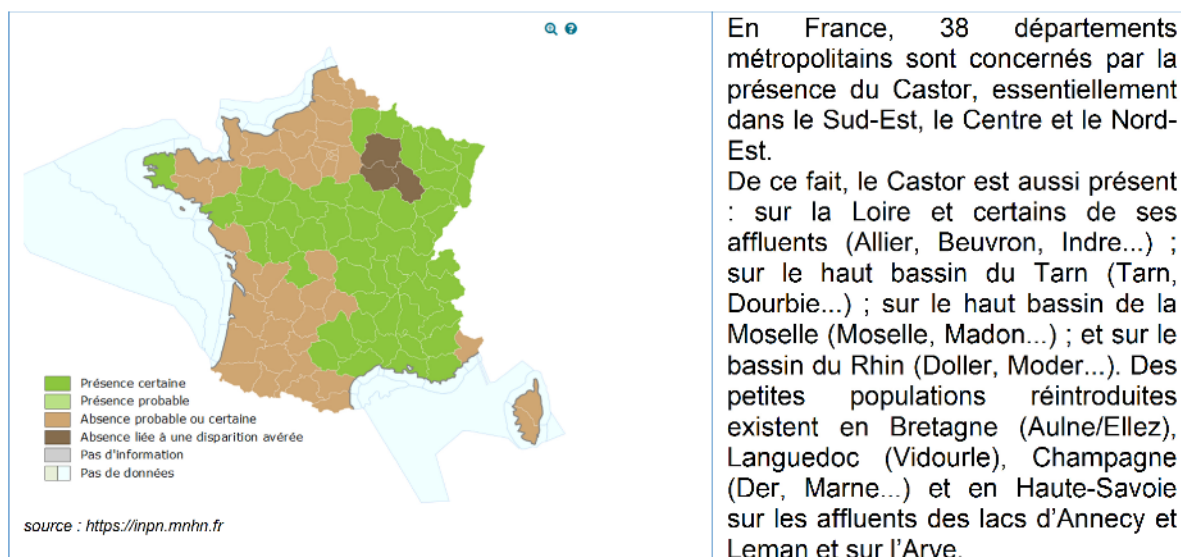 Présence certaine
Présence probable
Absence probable ou certaine
Absence liée à une disparition avérée
Pas d'information
Pas de données
source : https://inpn.mnhn.fr
En France, 38 départements
métropolitains sont concernés par la
présence du Castor, essentiellement
dans le Sud-Est, le Centre et le Nord-
Est.
De ce fait, le Castor est aussi présent
: sur la Loire et certains de ses
affluents (Allier, Beuvron, Indre...) ;
sur le haut bassin du Tarn (Tarn,
Dourbie...) ; sur le haut bassin de la
Moselle (Moselle, Madon...) ; et sur le
bassin du Rhin (Doller, Moder...). Des
petites populations réintroduites
existent en Bretagne (Aulne/Ellez),
Languedoc (Vidourle), Champagne
(Der, Marne...) et en Haute-Savoie
sur les affluents des lacs d'Annecy et
Leman et sur l'Arve.